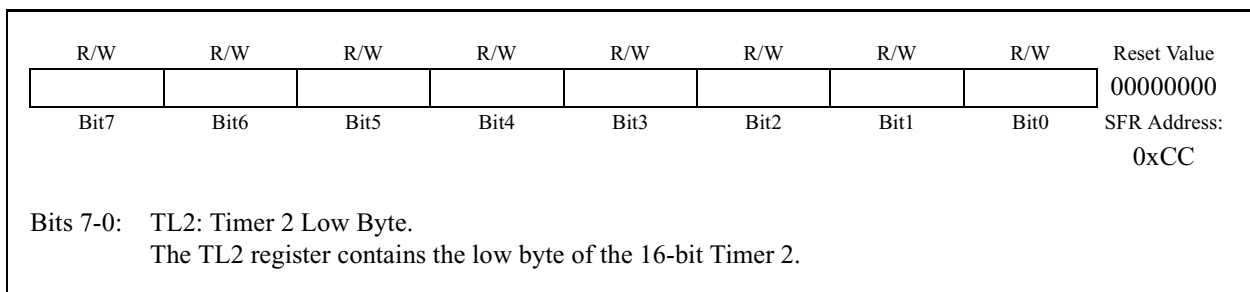 R/W R/W R/W R/W R/W R/W R/W R/W Reset Value
00000000
Bit7 Bit6 Bit5 Bit4 Bit3 Bit2 Bit1 Bit0 SFR Address:
0xCC
Bits 7-0: TL2: Timer 2 Low Byte.
The TL2 register contains the low byte of the 16-bit Timer 2.